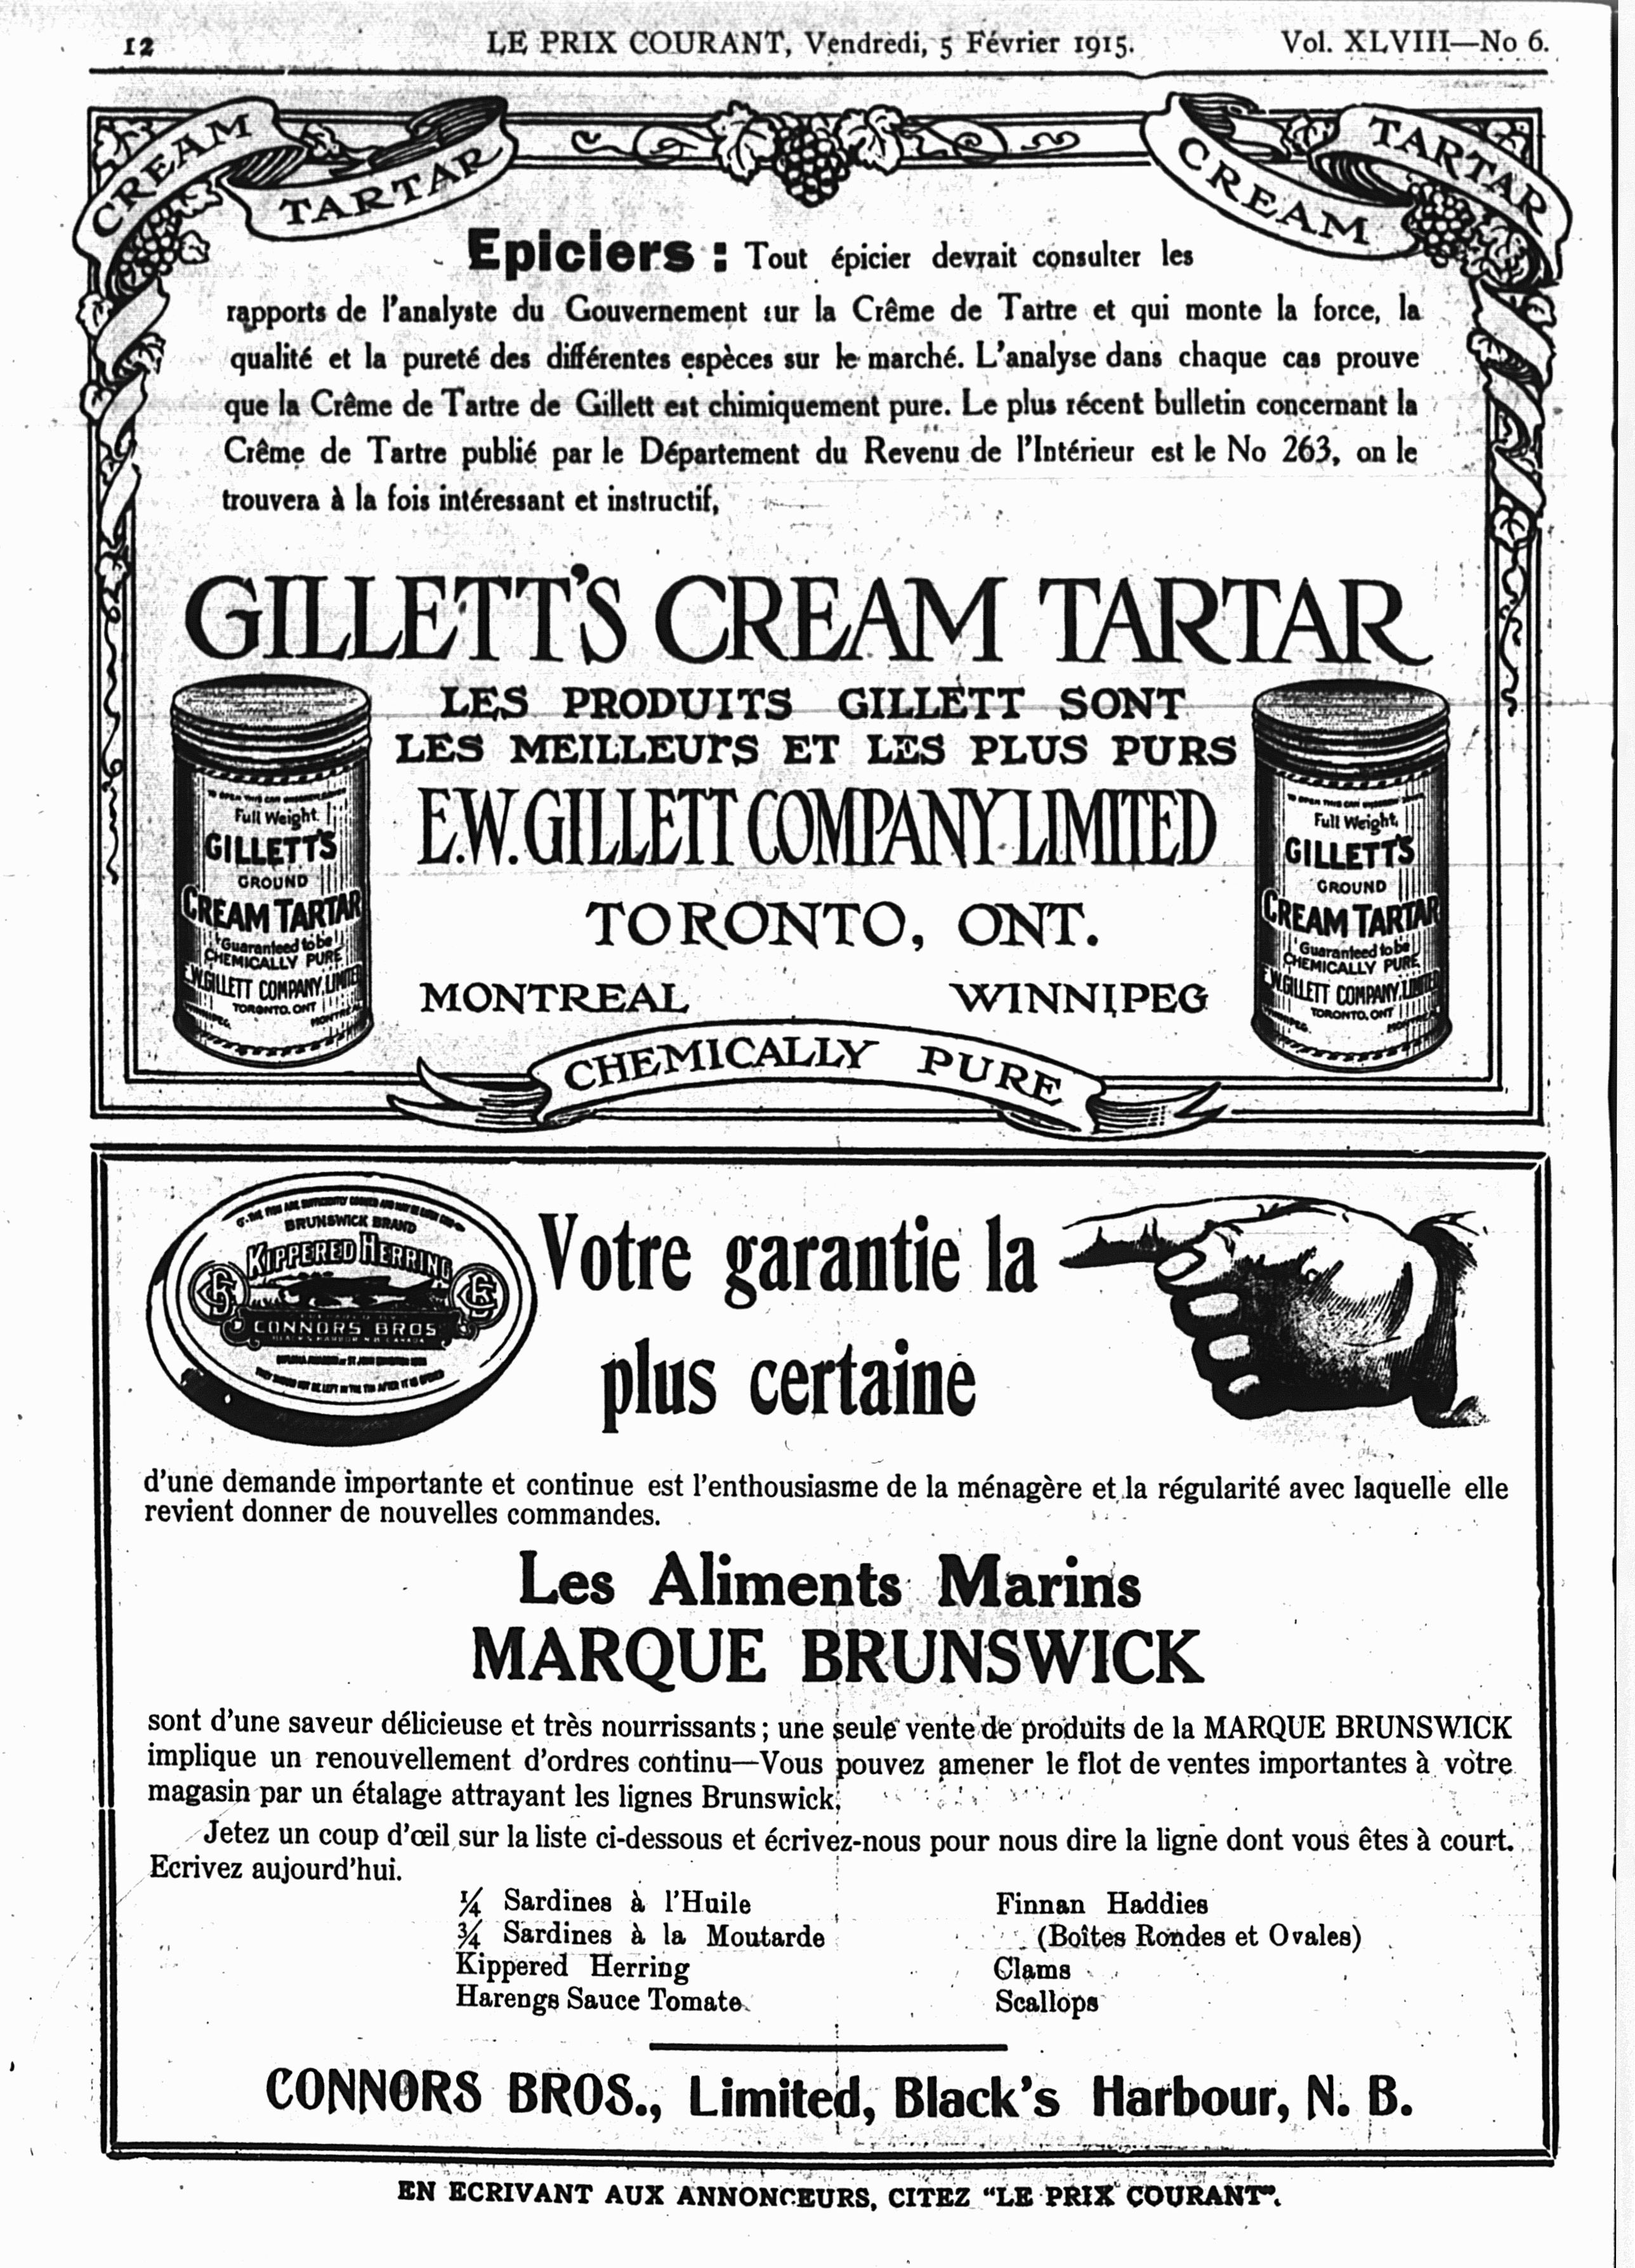 12 LE PRIX COURANT, Vendredi, 5 Février 1915. Vol. XLVIII—No 6.
CREAM TARTAR
CREAM TARTAR
Epiciers : Tout épicier devrait consulter les
rapports de l'analyste du Gouvernement sur la Crême de Tartre et qui monte la force, la
qualité et la pureté des différentes espèces sur le marché. L'analyse dans chaque cas prouve
que la Crême de Tartre de Gillett est chimiquement pure. Le plus récent bulletin concernant la
Crême de Tartre publié par le Département du Revenu de l'Intérieur est le No 263, on le
trouvera à la fois intéressant et instructif,
GILLETT'S CREAM TARTAR
LES PRODUITS GILLETT SONT
LES MEILLEUrS ET LES PLUS PURS
E.W. GILLETT COMPANY LIMITED
TORONTO, ONT.
MONTREAL WINNIPEG
CHEMICALLY PURE
Full Weight
GILLETT'S
GROUND
CREAM TARTAR
Guaranteed to be
CHEMICALLY PURE
E.W. GILLETT COMPANY, LIMITED
TORONTO, ONT
WINNIPEG. MONTREAL
Full Weight
GILLETT'S
GROUND
CREAM TARTAR
Guaranteed to be
CHEMICALLY PURE
E.W. GILLETT COMPANY, LIMITED
TORONTO, ONT
WINNIPEG. MONTREAL
BRUNSWICK BRAND
KIPPERED HERRING
CONNORS BROS
Votre garantie la
plus certaine
d'une demande importante et continue est l'enthousiasme de la ménagère et la régularité avec laquelle elle
revient donner de nouvelles commandes.
Les Aliments Marins
MARQUE BRUNSWICK
sont d'une saveur délicieuse et très nourrissants ; une seule vente de produits de la MARQUE BRUNSWICK
implique un renouvellement d'ordres continu—Vous pouvez amener le flot de ventes importantes à votre
magasin par un étalage attrayant les lignes Brunswick.
Jetez un coup d'œil sur la liste ci-dessous et écrivez-nous pour nous dire la ligne dont vous êtes à court.
Ecrivez aujourd'hui.
¼ Sardines à l'Huile
¾ Sardines à la Moutarde
Kippered Herring
Harengs Sauce Tomate
Finnan Haddies
(Boîtes Rondes et Ovales)
Clams
Scallops
CONNORS BROS., Limited, Black's Harbour, N. B.
EN ECRIVANT AUX ANNONCEURS, CITEZ "LE PRIX COURANT".